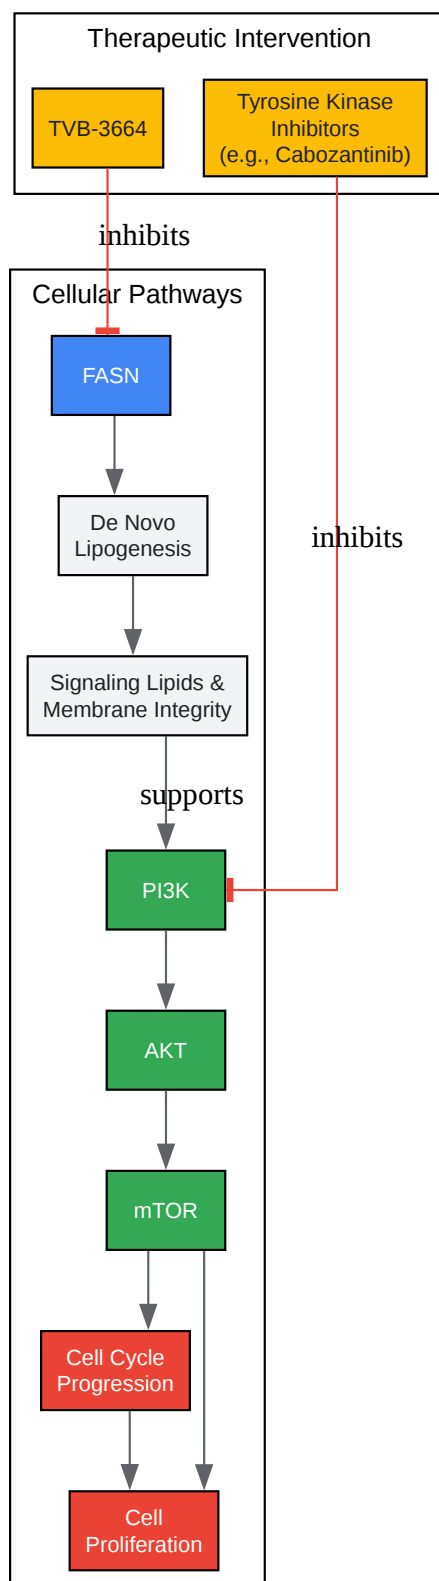 Therapeutic Intervention
TVB-3664
Tyrosine Kinase
Inhibitors
(e.g., Cabozantinib)
inhibits
Cellular Pathways
FASN
De Novo
Lipogenesis
inhibits
Signaling Lipids &
Membrane Integrity
supports
PI3K
AKT
mTOR
Cell Cycle
Progression
Cell
Proliferation